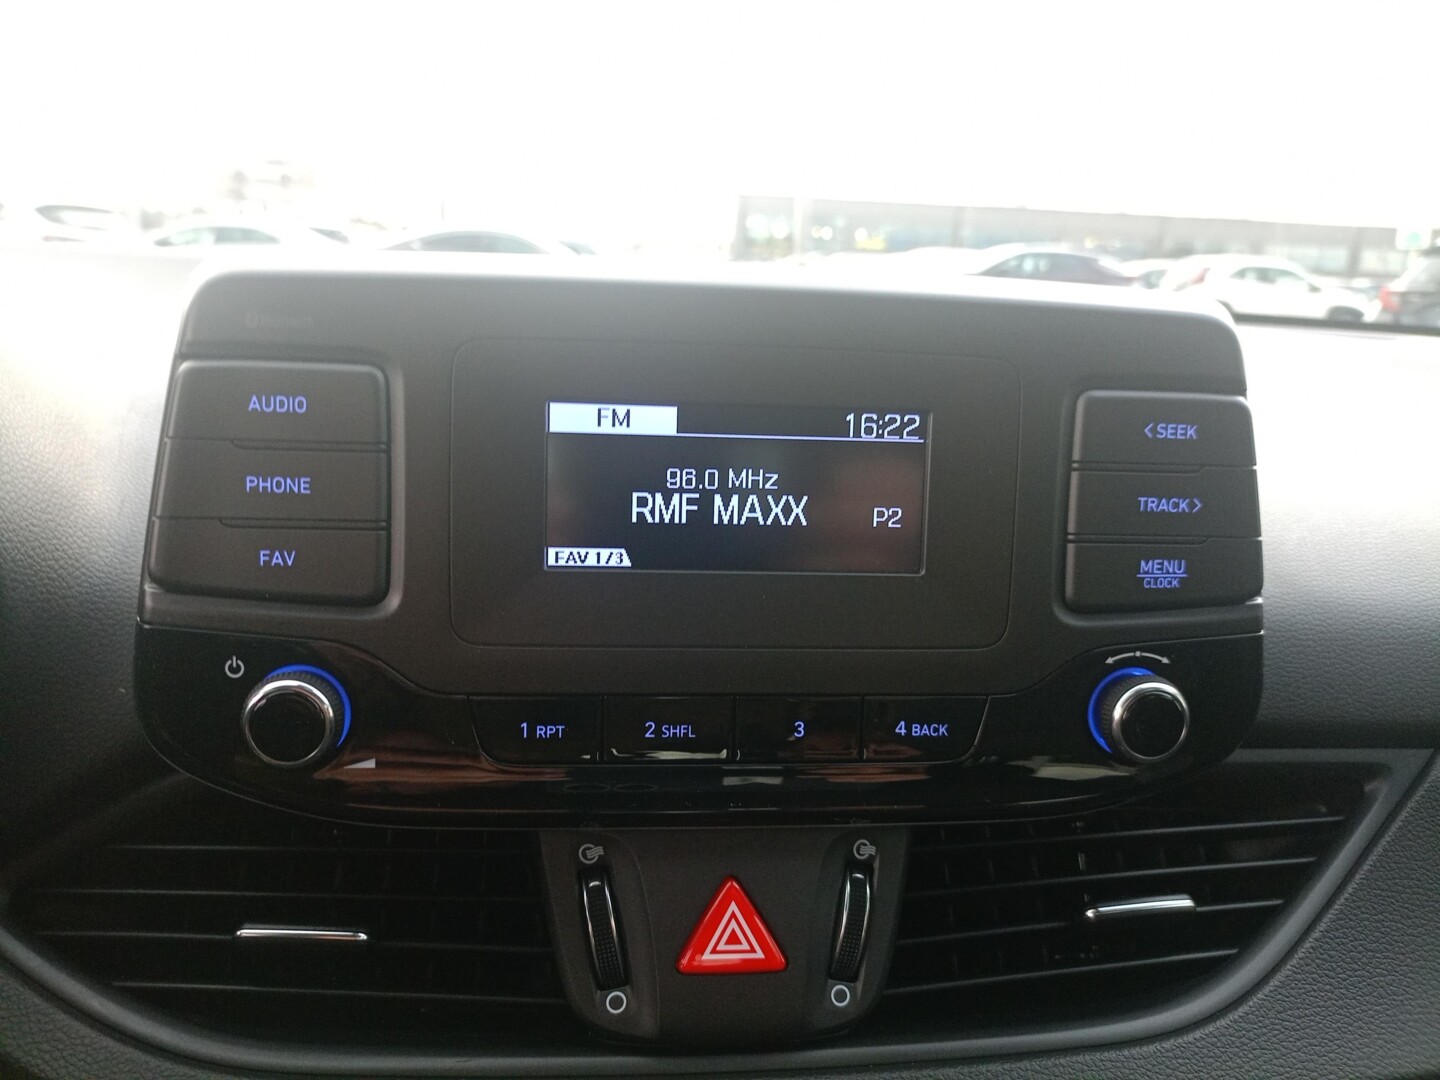 AUDIO
PHONE
FAV
FM
16:22
96.0 MHz
RMF MAXX
P2
FAV 1/3
< SEEK
TRACK >
MENU
CLOCK
1 RPT
2 SHFL
3
4 BACK